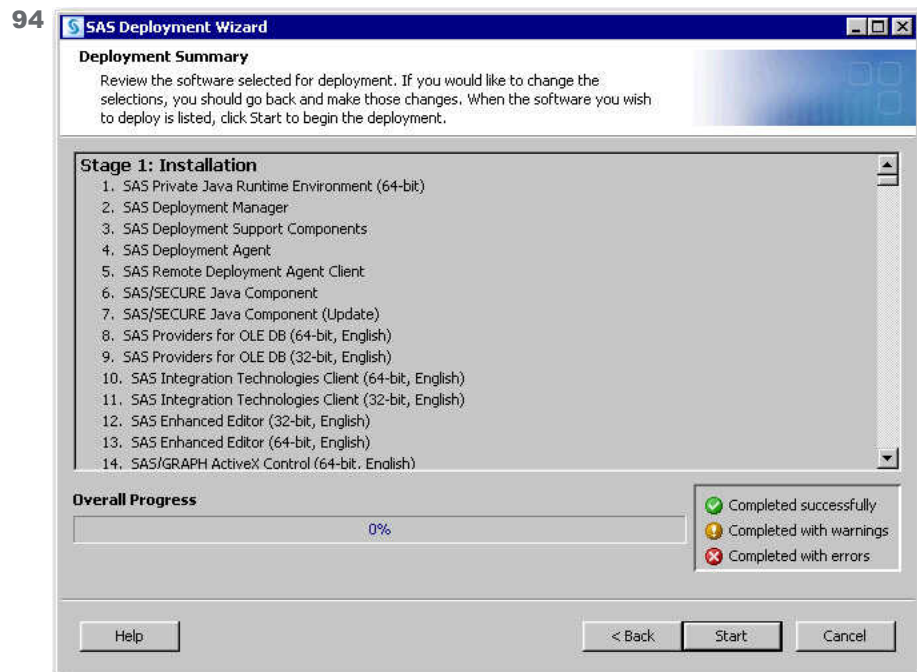 94
SAS Deployment Wizard
Deployment Summary
Review the software selected for deployment. If you would like to change the
selections, you should go back and make those changes. When the software you wish
to deploy is listed, click Start to begin the deployment.
Stage 1: Installation
1. SAS Private Java Runtime Environment (64-bit)
2. SAS Deployment Manager
3. SAS Deployment Support Components
4. SAS Deployment Agent
5. SAS Remote Deployment Agent Client
6. SAS/SECURE Java Component
7. SAS/SECURE Java Component (Update)
8. SAS Providers for OLE DB (64-bit, English)
9. SAS Providers for OLE DB (32-bit, English)
10. SAS Integration Technologies Client (64-bit, English)
11. SAS Integration Technologies Client (32-bit, English)
12. SAS Enhanced Editor (32-bit, English)
13. SAS Enhanced Editor (64-bit, English)
14. SAS/GRAPH ActiveX Control (64-bit, English)
Overall Progress
0%
Completed successfully
Completed with warnings
Completed with errors
Help
< Back
Start
Cancel